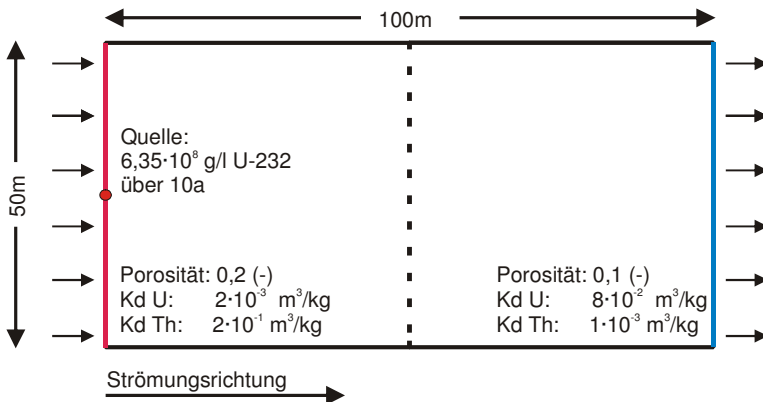 100m
50m
Quelle:
6,35·10⁸ g/l U-232
über 10a
Porosität: 0,2 (-)
Kd U: 2·10⁻³ m³/kg
Kd Th: 2·10⁻¹ m³/kg
Porosität: 0,1 (-)
Kd U: 8·10⁻² m³/kg
Kd Th: 1·10⁻³ m³/kg
Strömungsrichtung